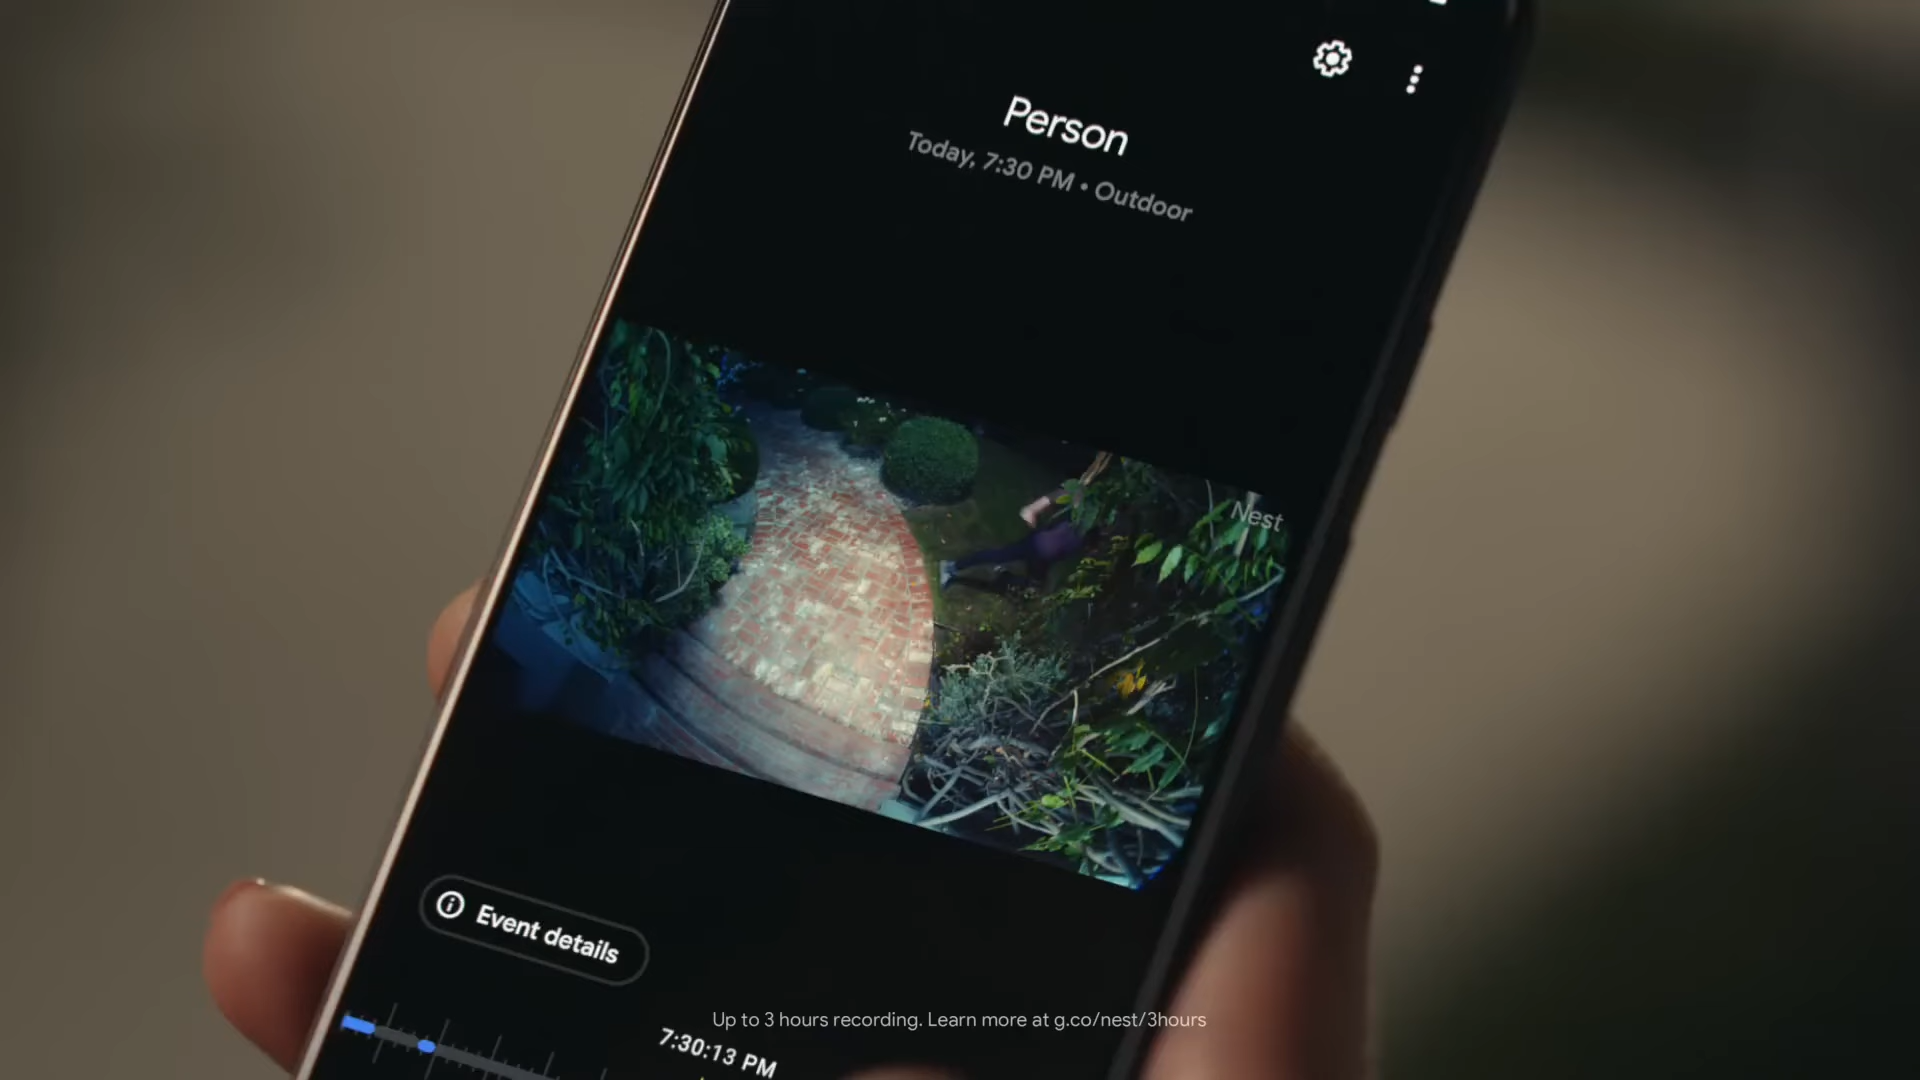 Person
Today, 7:30 PM • Outdoor
Nest
Event details
Up to 3 hours recording. Learn more at g.co/nest/3hours
7:30:13 PM